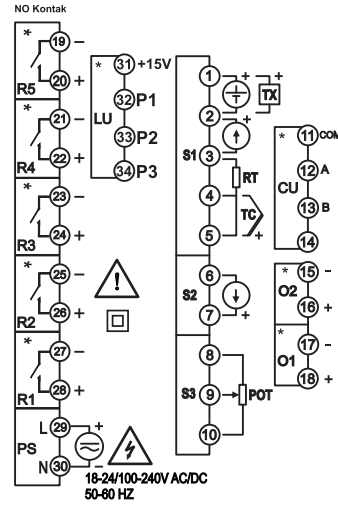 NO Kontak
* 19 −
R5 20 +
* 21 −
R4 22 +
* 23 −
R3 24 +
* 25 −
R2 26 +
* 27 −
R1 28 +
L 29 +
PS
N 30 −
18-24/100-240V AC/DC
50-60 HZ
* 31 +15V
LU 32 P1
33 P2
34 P3
1 − + +
TX
2
+
S1 3
RT
4
TC
5 − +
6
S2
7 +
8
S3 9 POT
10
* 11 COM
12 A
CU
13 B
14
* 15 -
O2
16 +
* 17 -
O1
18 +